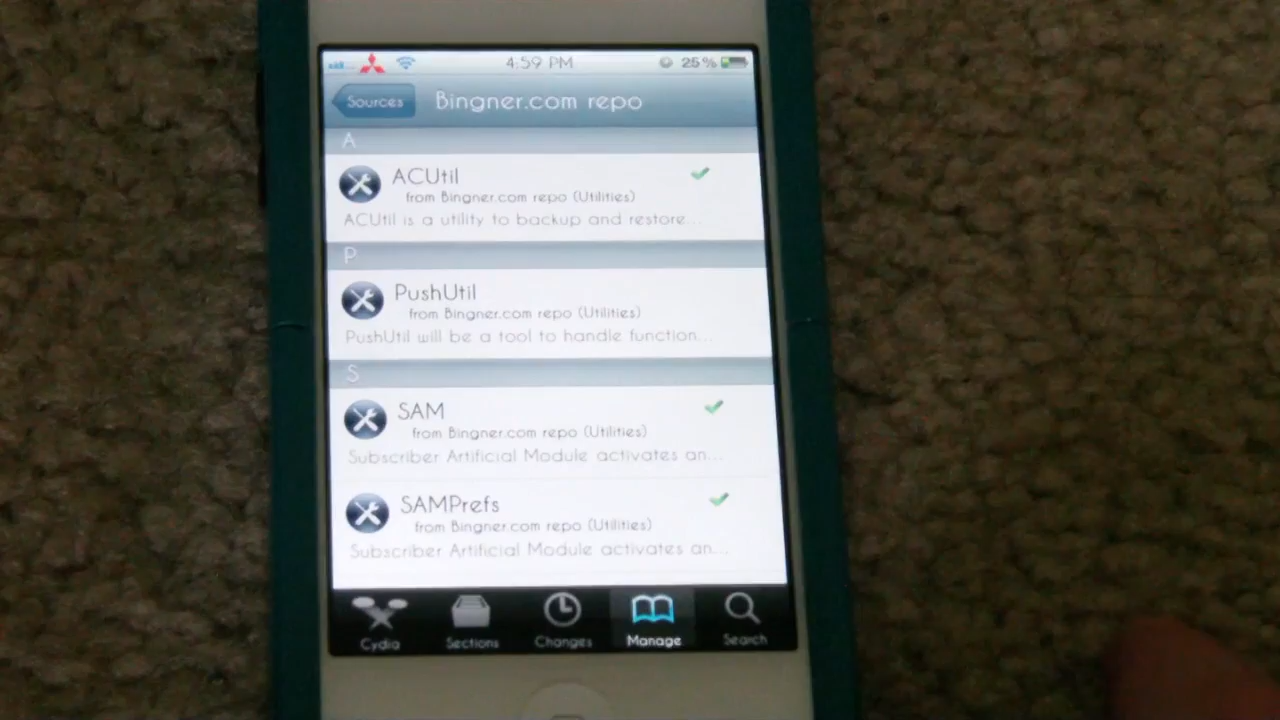 4:59 PM
25%
Sources
Bingner.com repo
A
ACUtil
from Bingner.com repo (Utilities)
ACUtil is a utility to backup and restore...
P
PushUtil
from Bingner.com repo (Utilities)
PushUtil will be a tool to handle function...
S
SAM
from Bingner.com repo (Utilities)
Subscriber Artificial Module activates an...
SAMPrefs
from Bingner.com repo (Utilities)
Subscriber Artificial Module activates an...
Cydia
Sections
Changes
Manage
Search